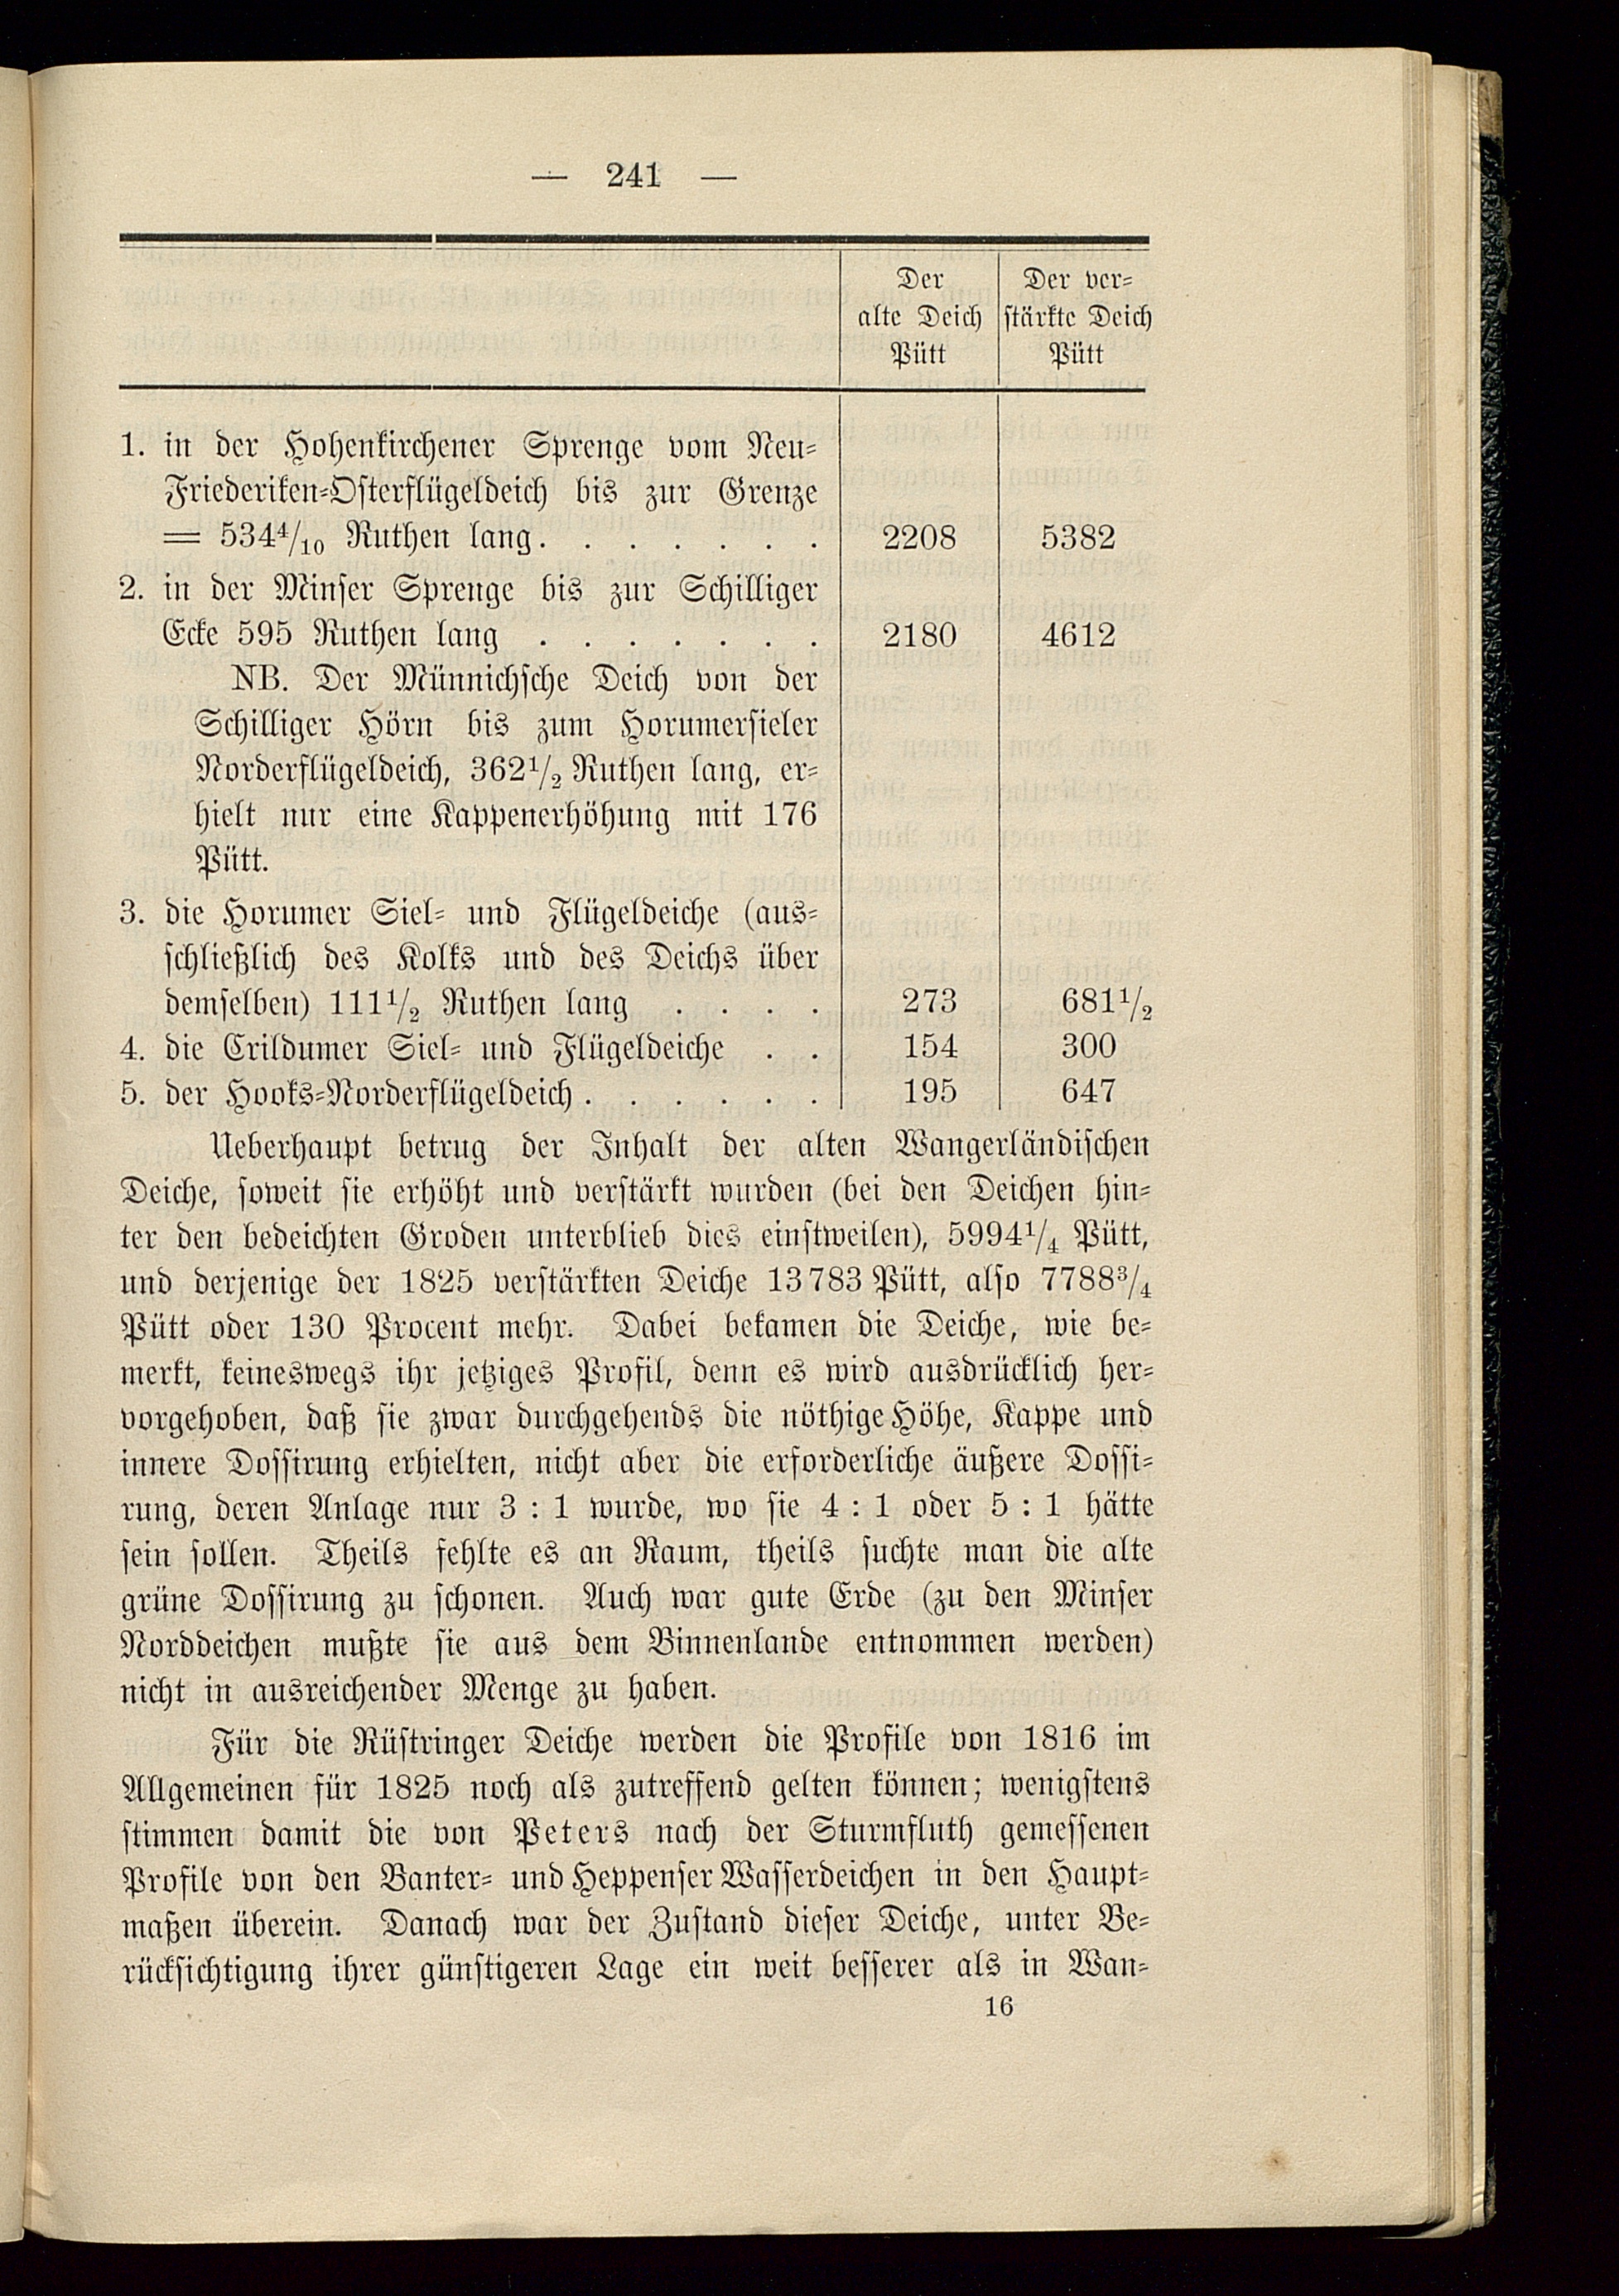 — 241 —
Der
alte Deich
Pütt
Der ver-
stärkte Deich
Pütt
1. in der Hohenkirchener Sprenge vom Neu-
Friederiken-Osterflügeldeich bis zur Grenze
= 534⁴/₁₀ Ruthen lang. . . . . . . 2208 5382
2. in der Minser Sprenge bis zur Schilliger
Ecke 595 Ruthen lang . . . . . . . 2180 4612
NB. Der Münnichsche Deich von der
Schilliger Hörn bis zum Horumersieler
Norderflügeldeich, 362¹/₂ Ruthen lang, er-
hielt nur eine Kappenerhöhung mit 176
Pütt.
3. die Horumer Siel- und Flügeldeiche (aus-
schließlich des Kolks und des Deichs über
demselben) 111¹/₂ Ruthen lang . . . . 273 681¹/₂
4. die Crildumer Siel- und Flügeldeiche . . 154 300
5. der Hooks-Norderflügeldeich . . . . . . 195 647
Ueberhaupt betrug der Inhalt der alten Wangerländischen
Deiche, soweit sie erhöht und verstärkt wurden (bei den Deichen hin-
ter den bedeichten Groden unterblieb dies einstweilen), 5994¹/₄ Pütt,
und derjenige der 1825 verstärkten Deiche 13783 Pütt, also 7788³/₄
Pütt oder 130 Procent mehr. Dabei bekamen die Deiche, wie be-
merkt, keineswegs ihr jetziges Profil, denn es wird ausdrücklich her-
vorgehoben, daß sie zwar durchgehends die nöthige Höhe, Kappe und
innere Dossirung erhielten, nicht aber die erforderliche äußere Dossi-
rung, deren Anlage nur 3 : 1 wurde, wo sie 4 : 1 oder 5 : 1 hätte
sein sollen. Theils fehlte es an Raum, theils suchte man die alte
grüne Dossirung zu schonen. Auch war gute Erde (zu den Minser
Norddeichen mußte sie aus dem Binnenlande entnommen werden)
nicht in ausreichender Menge zu haben.
Für die Rüstringer Deiche werden die Profile von 1816 im
Allgemeinen für 1825 noch als zutreffend gelten können; wenigstens
stimmen damit die von Peters nach der Sturmfluth gemessenen
Profile von den Banter- und Heppenser Wasserdeichen in den Haupt-
maßen überein. Danach war der Zustand dieser Deiche, unter Be-
rücksichtigung ihrer günstigeren Lage ein weit besserer als in Wan-
16